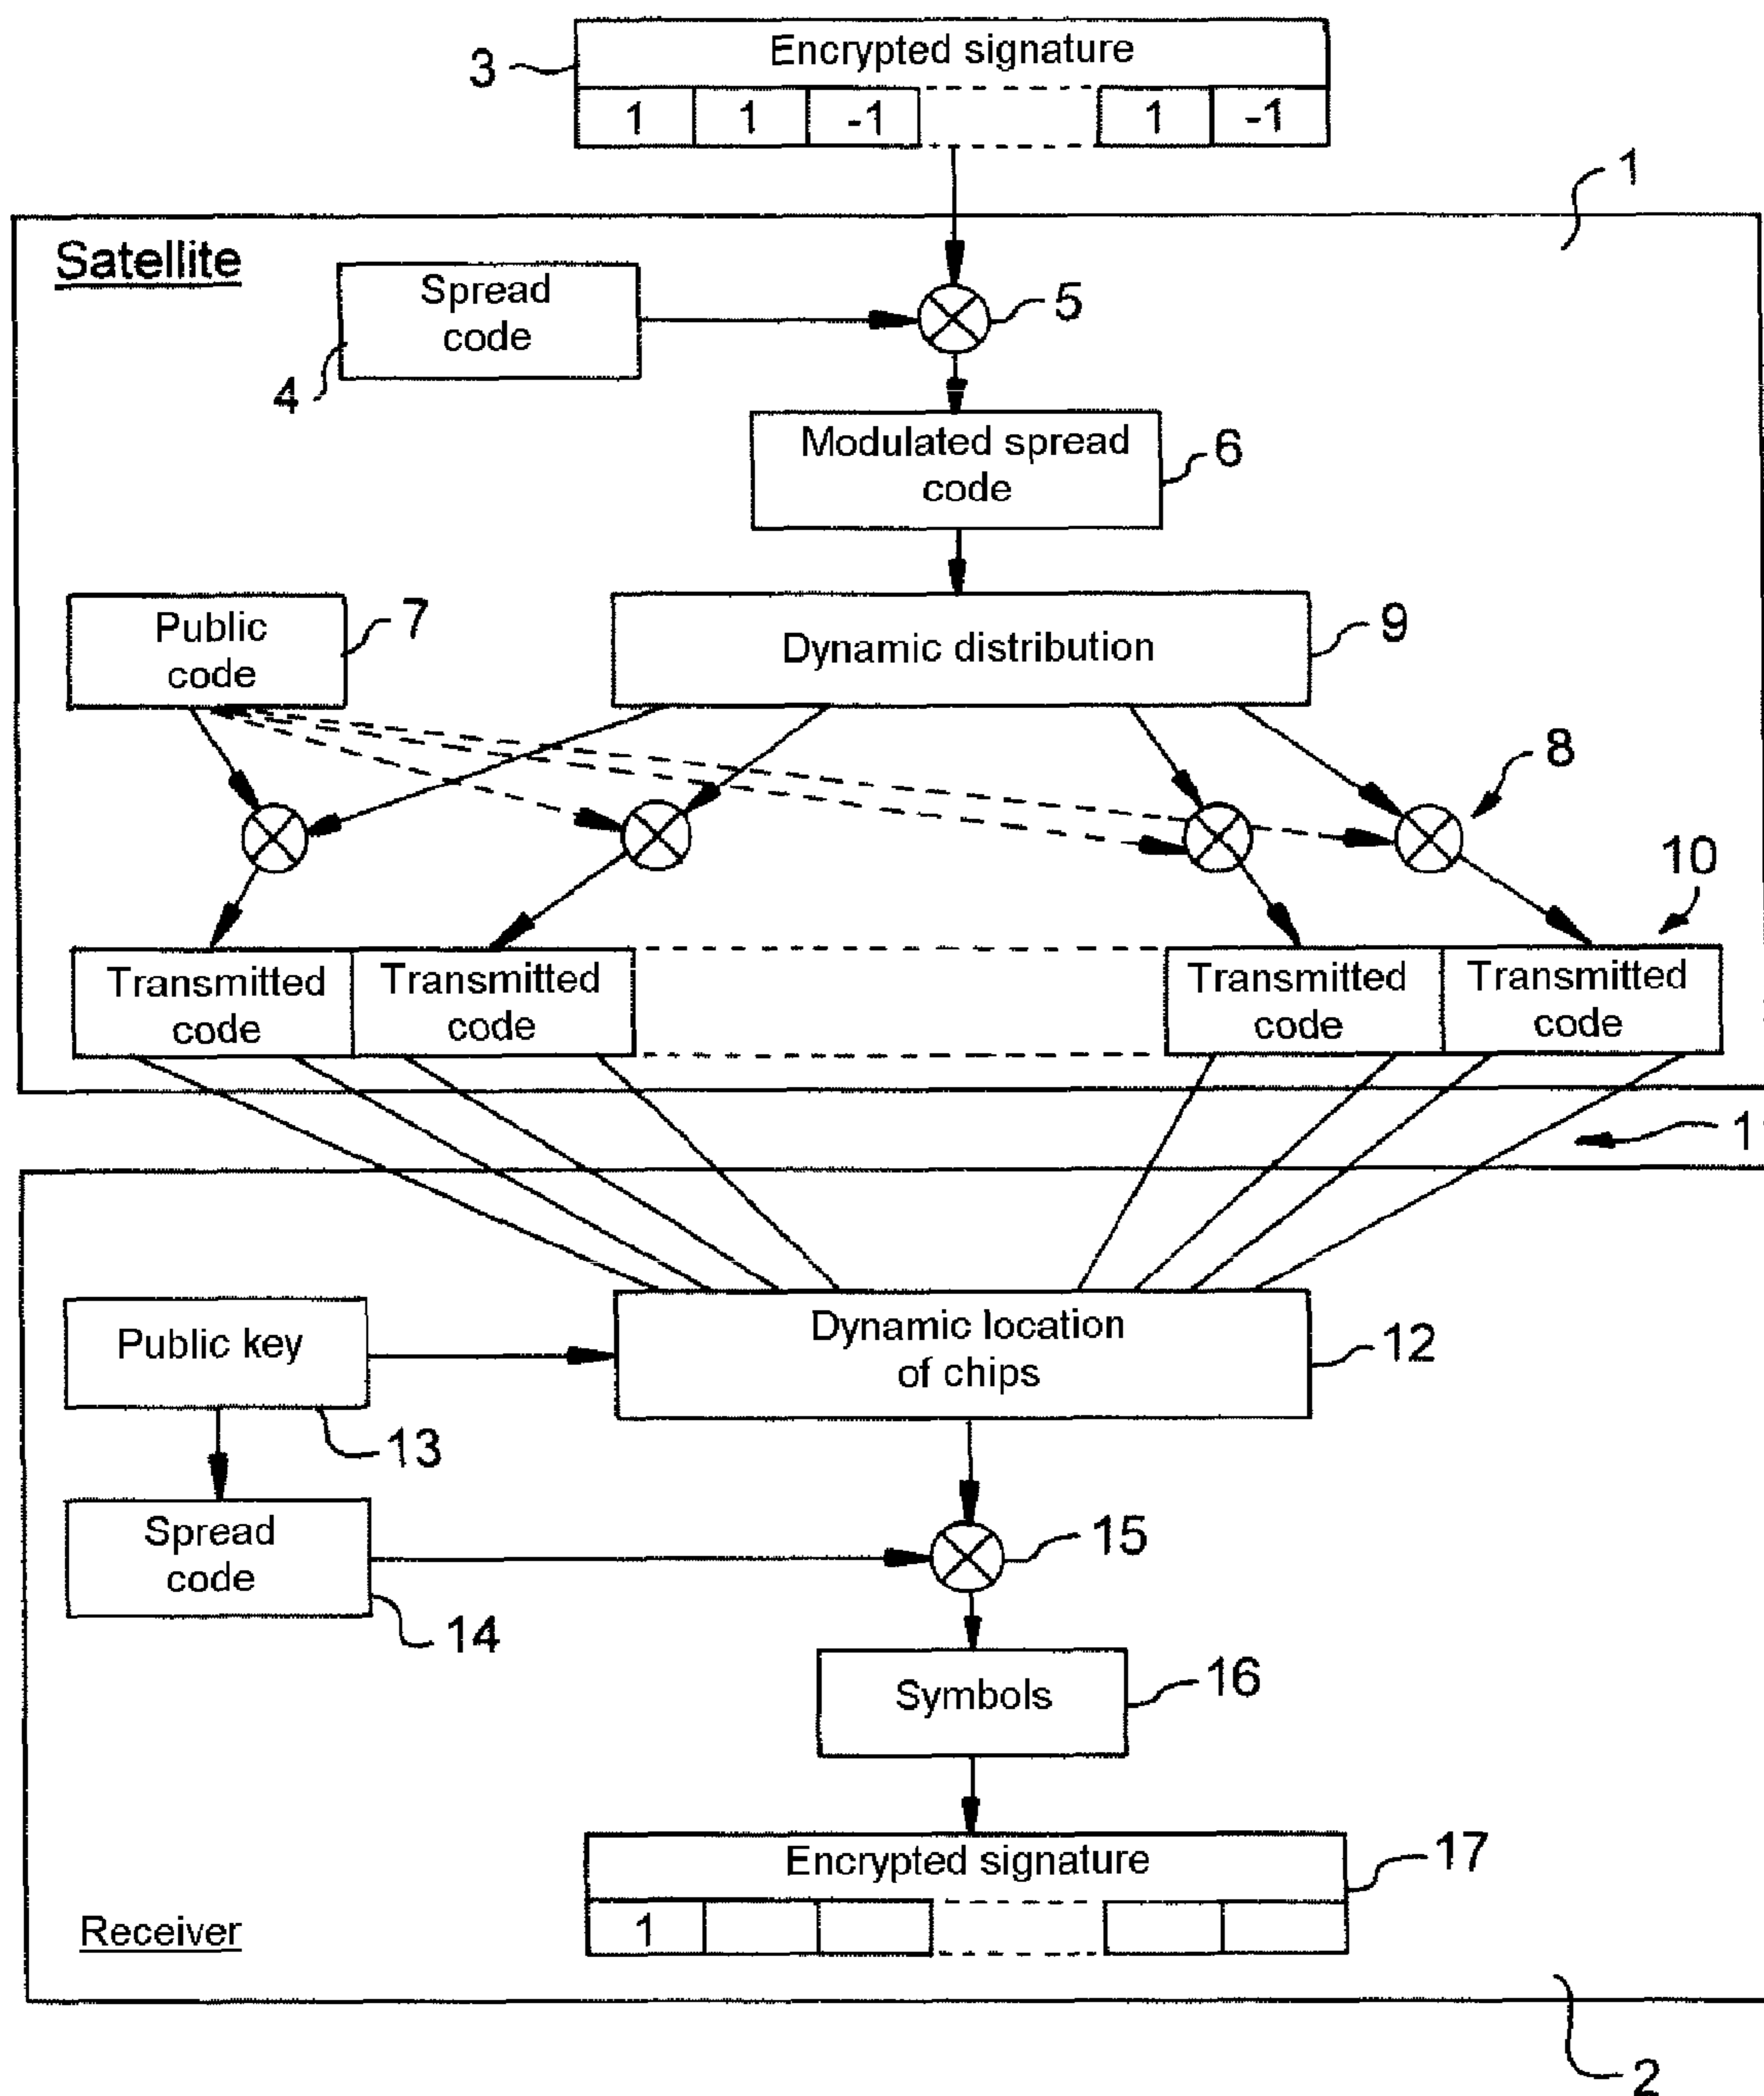 Encrypted signature
3
1 1 -1 1 -1
1
Satellite
Spread
code
4
5
Modulated spread
code
6
Public
code
7
Dynamic distribution
9
8
10
Transmitted
code
Transmitted
code
Transmitted
code
Transmitted
code
1
Public key
13
Dynamic location
of chips
12
Spread
code
14
15
Symbols
16
Encrypted signature
17
1
Receiver
2